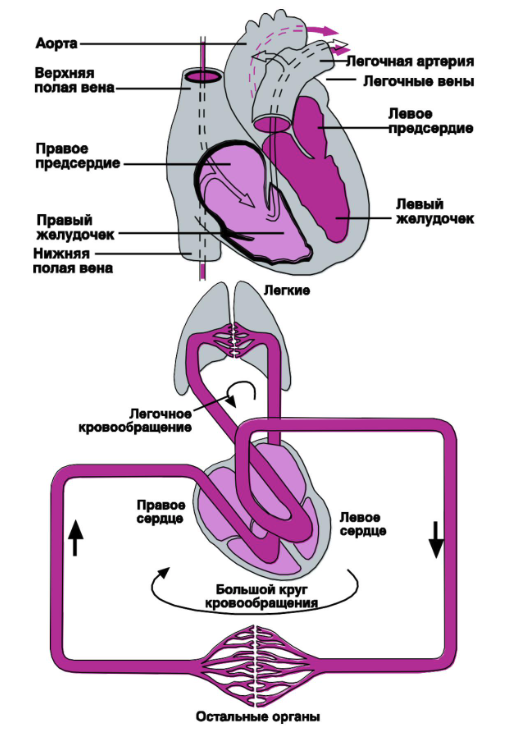 Аорта
Верхняя
полая вена
Правое
предсердие
Правый
желудочек
Нижняя
полая вена
Легочная артерия
Легочные вены
Левое
предсердие
Левый
желудочек
Легкие
Легочное
кровообращение
Правое
сердце
Левое
сердце
Большой круг
кровообращения
Остальные органы